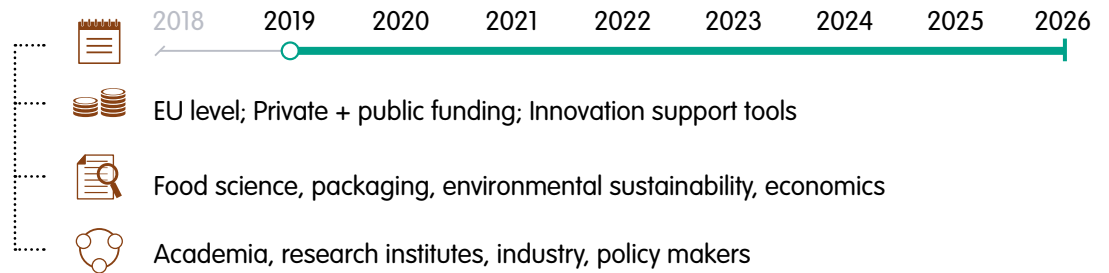 2018 2019 2020 2021 2022 2023 2024 2025 2026
EU level; Private + public funding; Innovation support tools
Food science, packaging, environmental sustainability, economics
Academia, research institutes, industry, policy makers